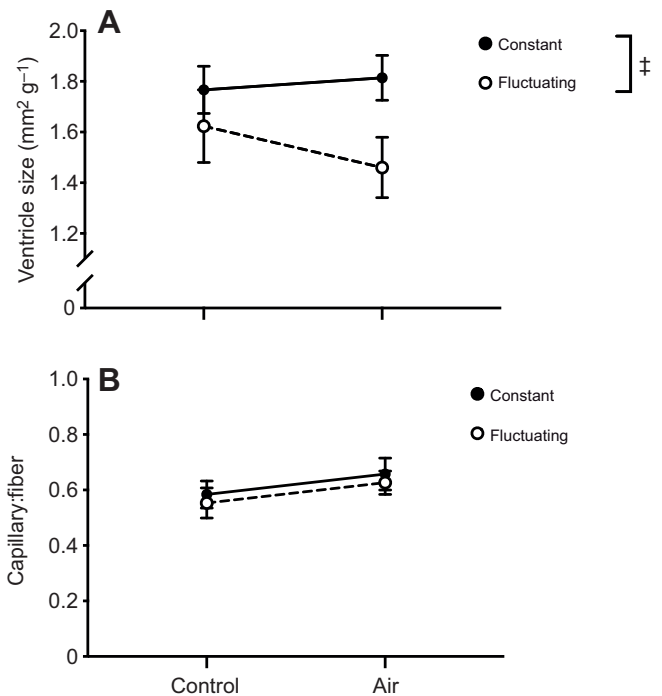 A
Ventricle size (mm² g⁻¹)
2.0
1.8
1.6
1.4
1.2
0
Constant
Fluctuating
‡
B
Capillary:fiber
1.0
0.8
0.6
0.4
0.2
0
Constant
Fluctuating
Control Air